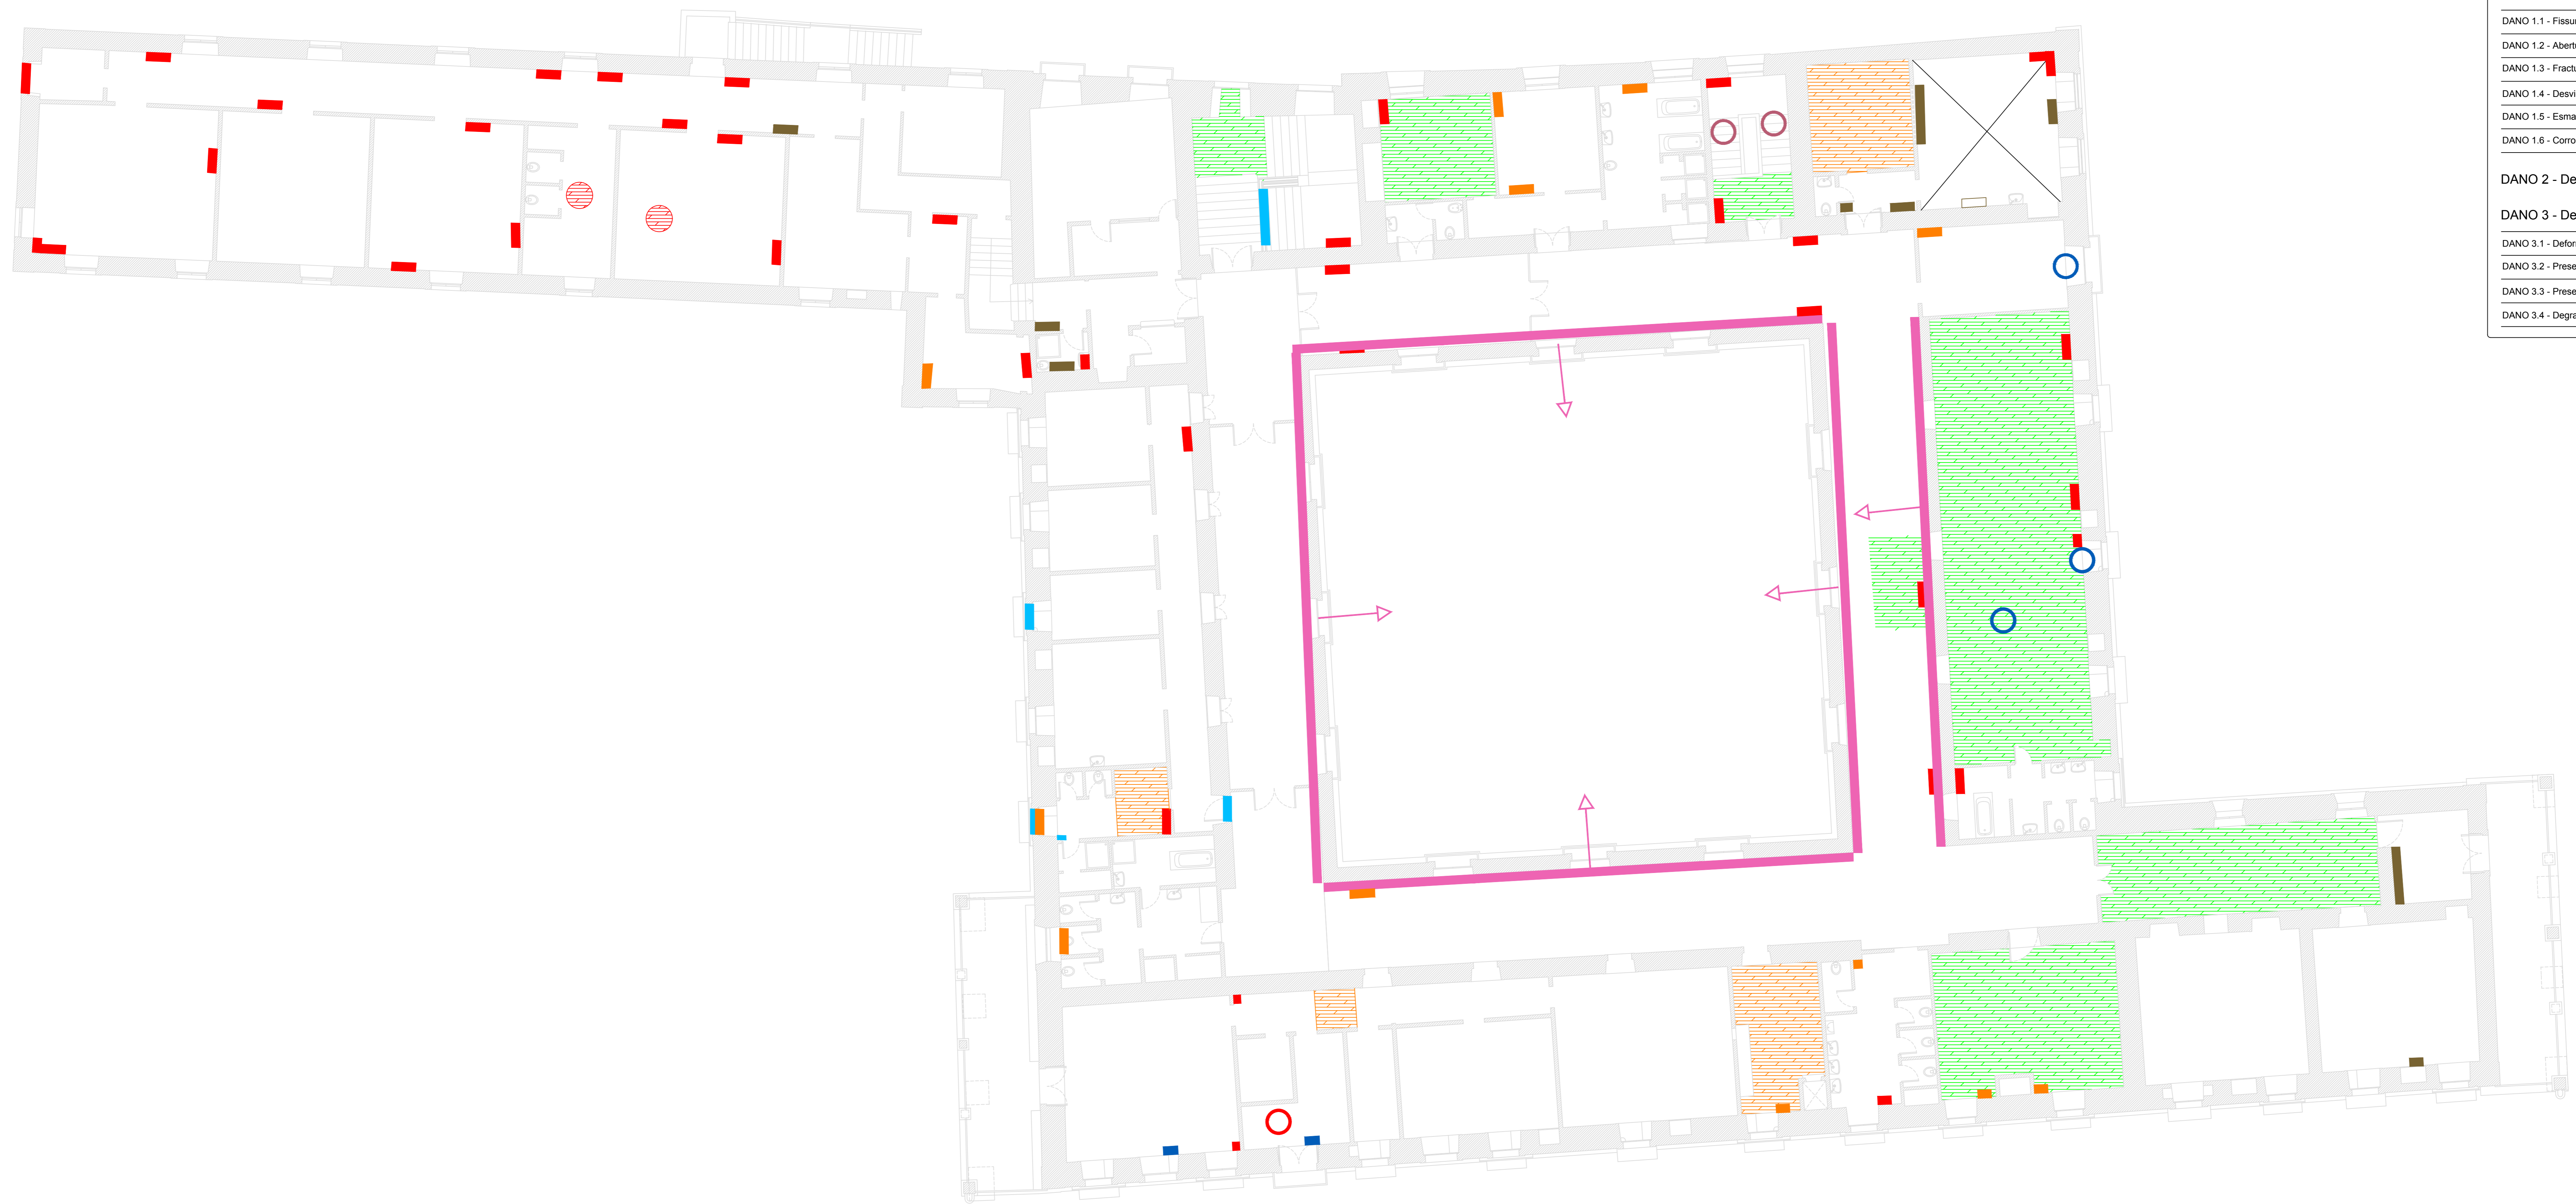 DANO 1.1 - Fissu
DANO 1.2 - Abert
DANO 1.3 - Fract
DANO 1.4 - Desvi
DANO 1.5 - Esma
DANO 1.6 - Corro
DANO 2 - De
DANO 3 - De
DANO 3.1 - Defor
DANO 3.2 - Prese
DANO 3.3 - Prese
DANO 3.4 - Degra